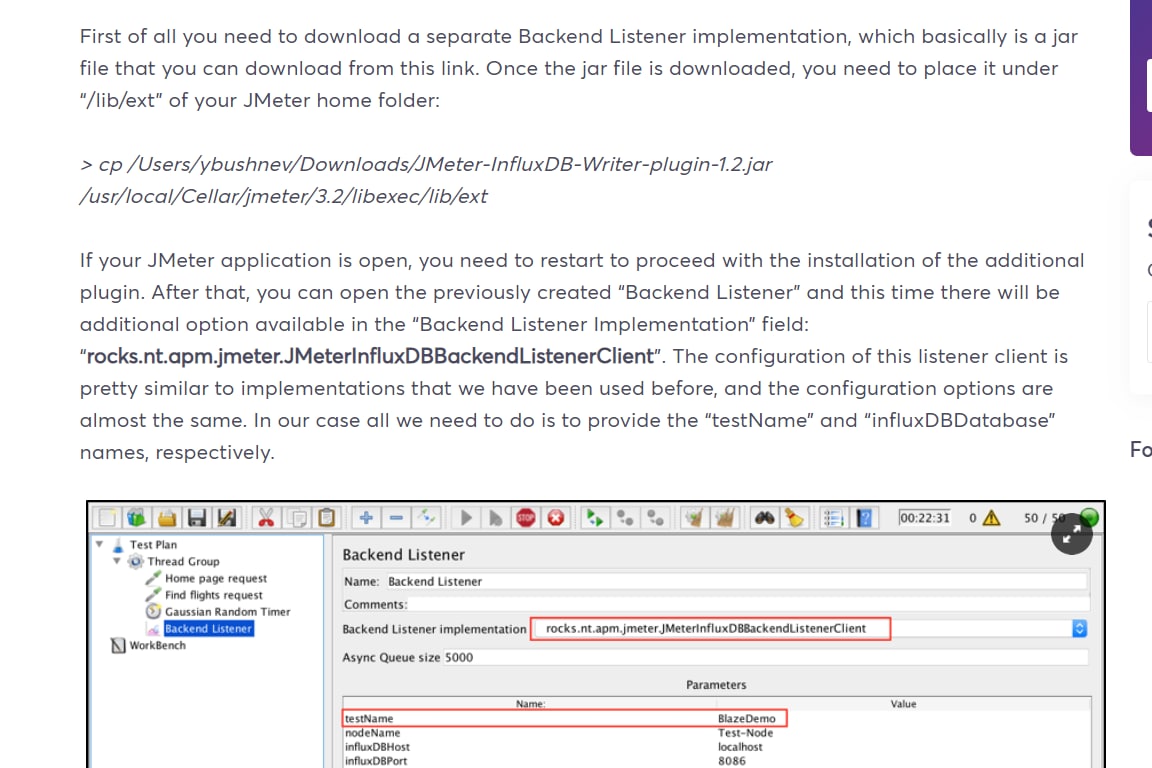 First of all you need to download a separate Backend Listener implementation, which basically is a jar
file that you can download from this link. Once the jar file is downloaded, you need to place it under
“/lib/ext” of your JMeter home folder:
> cp /Users/ybushnev/Downloads/JMeter-InfluxDB-Writer-plugin-1.2.jar
/usr/local/Cellar/jmeter/3.2/libexec/lib/ext
If your JMeter application is open, you need to restart to proceed with the installation of the additional
plugin. After that, you can open the previously created “Backend Listener” and this time there will be
additional option available in the “Backend Listener Implementation” field:
“rocks.nt.apm.jmeter.JMeterInfluxDBBackendListenerClient”. The configuration of this listener client is
pretty similar to implementations that we have been used before, and the configuration options are
almost the same. In our case all we need to do is to provide the “testName” and “influxDBDatabase”
names, respectively.
Fo
STOP
00:22:31 0 50 / 50
Test Plan
Thread Group
Home page request
Find flights request
Gaussian Random Timer
Backend Listener
WorkBench
Backend Listener
Name: Backend Listener
Comments:
Backend Listener implementation rocks.nt.apm.jmeter.JMeterInfluxDBBackendListenerClient
Async Queue size 5000
Parameters
Name: Value
testName BlazeDemo
nodeName Test-Node
influxDBHost localhost
influxDBPort 8086